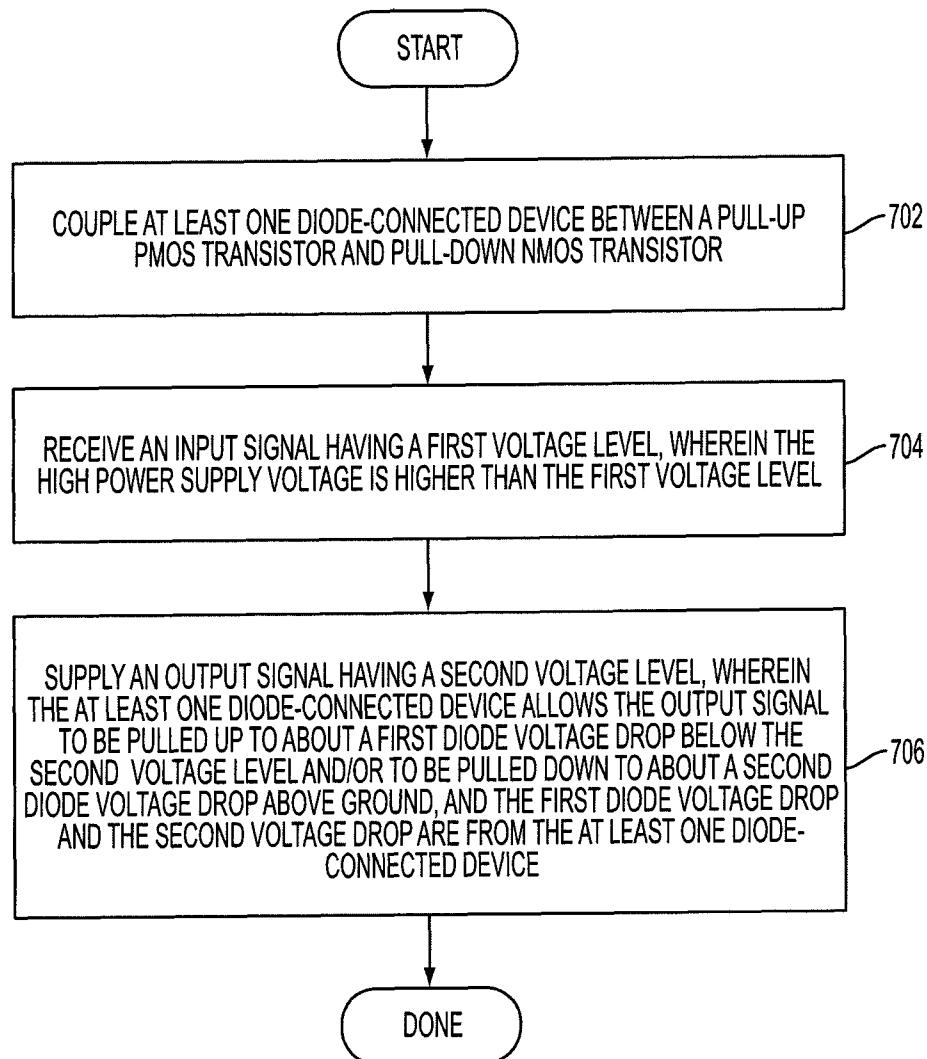 START
COUPLE AT LEAST ONE DIODE-CONNECTED DEVICE BETWEEN A PULL-UP
PMOS TRANSISTOR AND PULL-DOWN NMOS TRANSISTOR
702
RECEIVE AN INPUT SIGNAL HAVING A FIRST VOLTAGE LEVEL, WHEREIN THE
HIGH POWER SUPPLY VOLTAGE IS HIGHER THAN THE FIRST VOLTAGE LEVEL
704
SUPPLY AN OUTPUT SIGNAL HAVING A SECOND VOLTAGE LEVEL, WHEREIN
THE AT LEAST ONE DIODE-CONNECTED DEVICE ALLOWS THE OUTPUT SIGNAL
TO BE PULLED UP TO ABOUT A FIRST DIODE VOLTAGE DROP BELOW THE
SECOND VOLTAGE LEVEL AND/OR TO BE PULLED DOWN TO ABOUT A SECOND
DIODE VOLTAGE DROP ABOVE GROUND, AND THE FIRST DIODE VOLTAGE DROP
AND THE SECOND VOLTAGE DROP ARE FROM THE AT LEAST ONE DIODE-
CONNECTED DEVICE
706
DONE